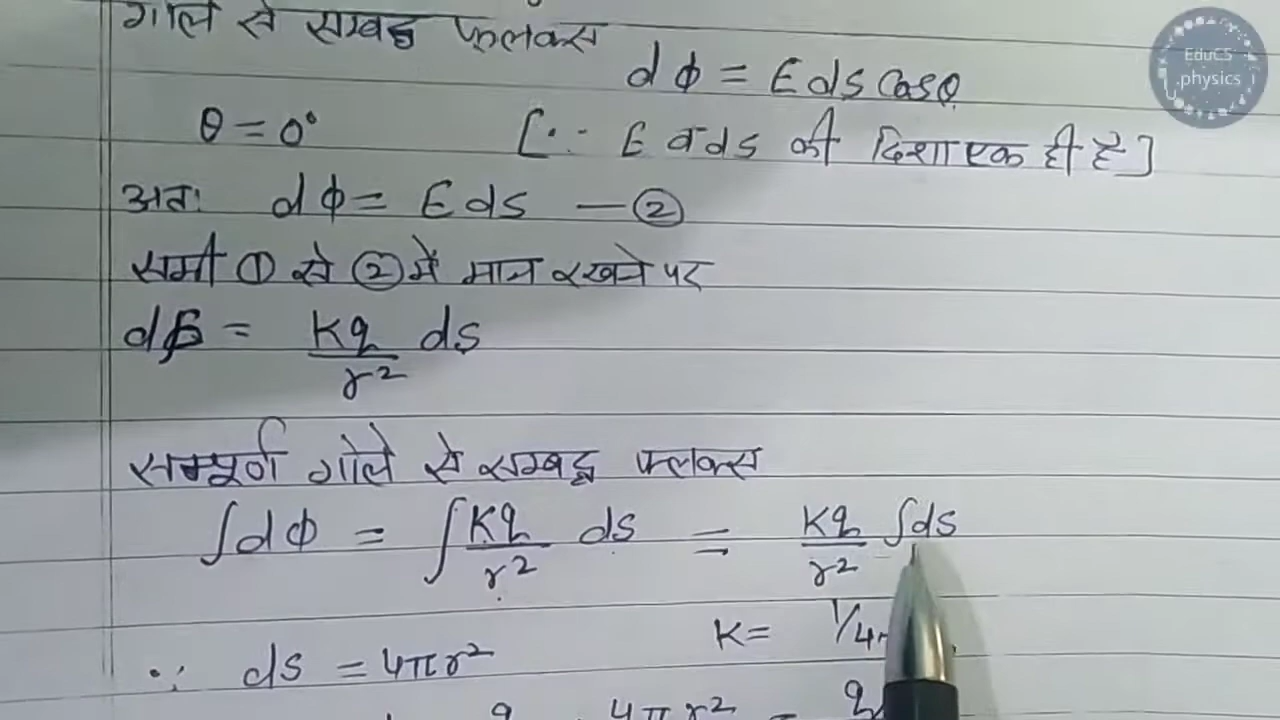 गोले से सम्बद्ध फ्लक्स
EduCS
physics
dϕ = E ds Cosθ
θ = 0° [∵ E व ds की दिशा एक ही है]
अतः dϕ = E ds — ②
समी ① से ② में मान रखने पर
dϕ = Kq/r² ds
सम्पूर्ण गोले से सम्बद्ध फ्लक्स
∫dϕ = ∫ Kq/r² ds = Kq/r² ∫ds
∵ ds = 4πr² K = 1/4
q 4πr² = q